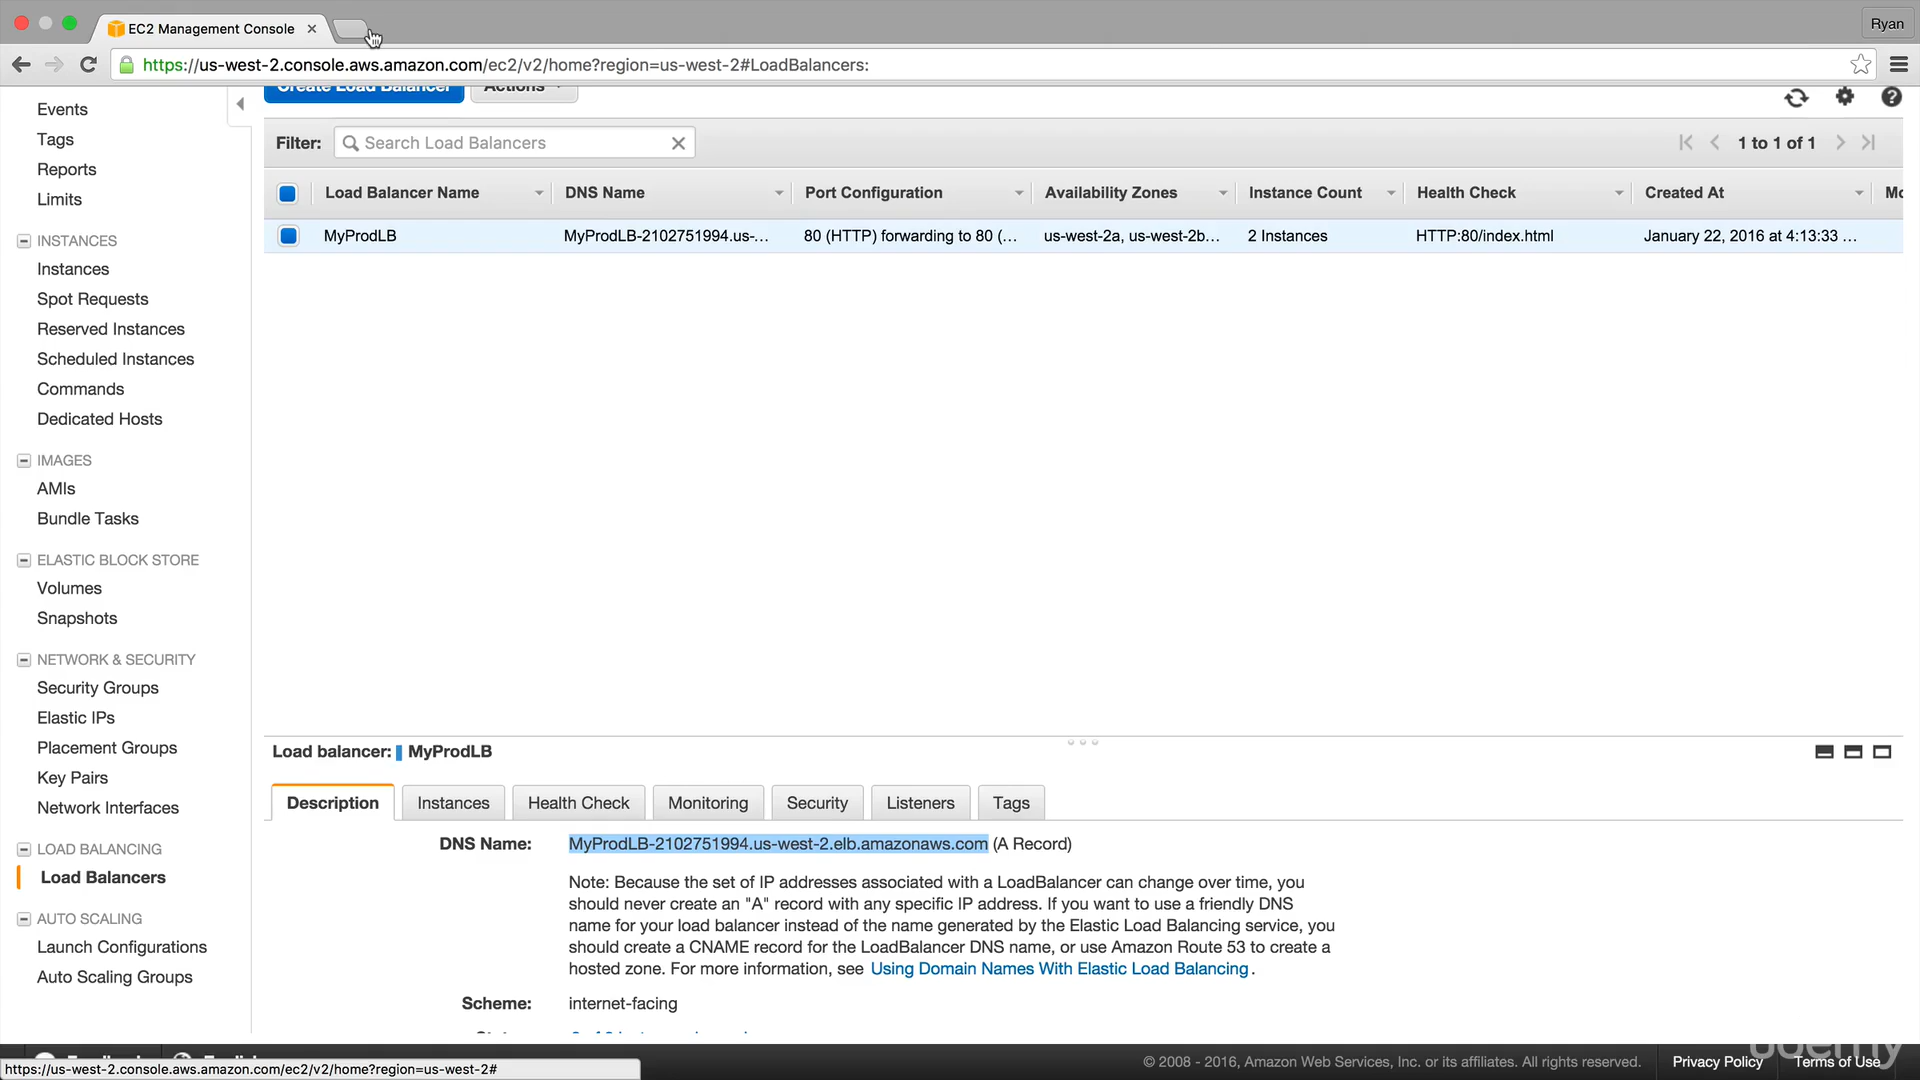 EC2 Management Console
Ryan
https://us-west-2.console.aws.amazon.com/ec2/v2/home?region=us-west-2#LoadBalancers:
Create Load Balancer
Actions
Events
Tags
Reports
Limits
INSTANCES
Instances
Spot Requests
Reserved Instances
Scheduled Instances
Commands
Dedicated Hosts
IMAGES
AMIs
Bundle Tasks
ELASTIC BLOCK STORE
Volumes
Snapshots
NETWORK & SECURITY
Security Groups
Elastic IPs
Placement Groups
Key Pairs
Network Interfaces
LOAD BALANCING
Load Balancers
AUTO SCALING
Launch Configurations
Auto Scaling Groups
Filter: Search Load Balancers
1 to 1 of 1
Load Balancer Name DNS Name Port Configuration Availability Zones Instance Count Health Check Created At Mo
MyProdLB MyProdLB-2102751994.us-... 80 (HTTP) forwarding to 80 (... us-west-2a, us-west-2b... 2 Instances HTTP:80/index.html January 22, 2016 at 4:13:33 ...
Load balancer: MyProdLB
Description Instances Health Check Monitoring Security Listeners Tags
DNS Name: MyProdLB-2102751994.us-west-2.elb.amazonaws.com (A Record)
Note: Because the set of IP addresses associated with a LoadBalancer can change over time, you
should never create an "A" record with any specific IP address. If you want to use a friendly DNS
name for your load balancer instead of the name generated by the Elastic Load Balancing service, you
should create a CNAME record for the LoadBalancer DNS name, or use Amazon Route 53 to create a
hosted zone. For more information, see Using Domain Names With Elastic Load Balancing.
Scheme: internet-facing
https://us-west-2.console.aws.amazon.com/ec2/v2/home?region=us-west-2#
© 2008 - 2016, Amazon Web Services, Inc. or its affiliates. All rights reserved. Privacy Policy Terms of Use
udemy